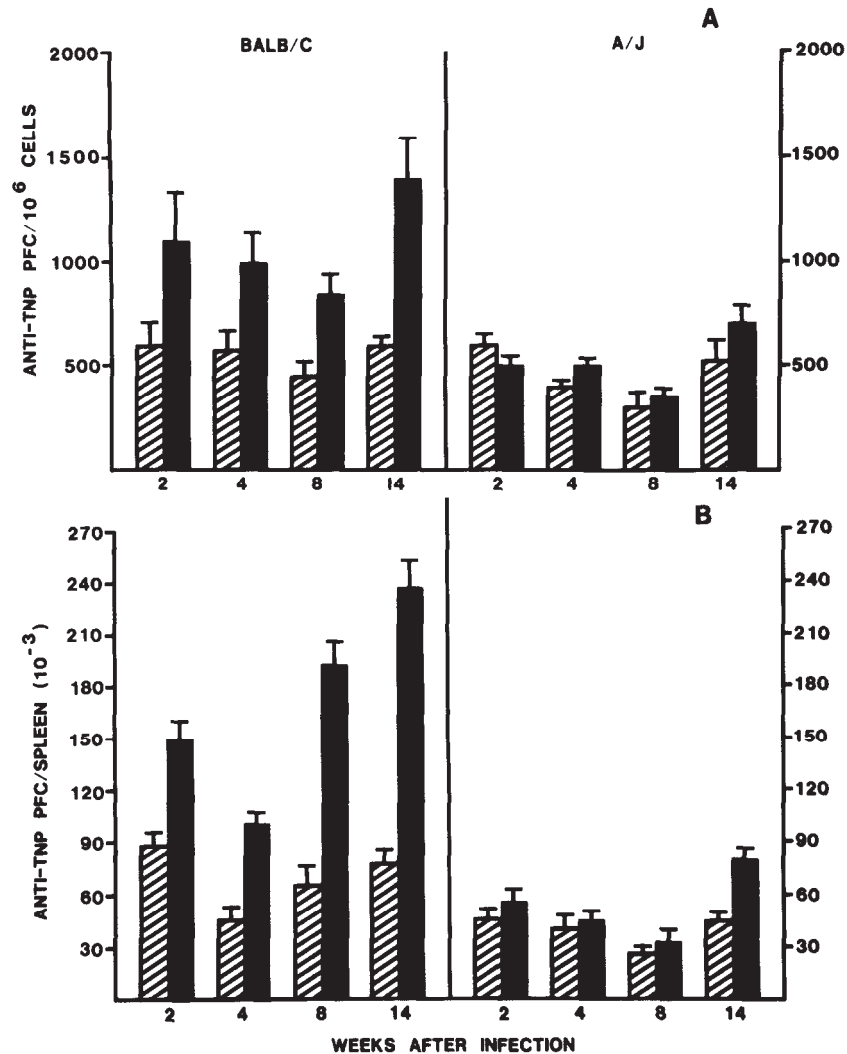 A
BALB/C
A/J
ANTI-TNP PFC/10⁶ CELLS
2000
1500
1000
500
2000
1500
1000
500
2 4 8 14 2 4 8 14
B
ANTI-TNP PFC/SPLEEN (10⁻³)
270
240
210
180
150
120
90
60
30
270
240
210
180
150
120
90
60
30
2 4 8 14 2 4 8 14
WEEKS AFTER INFECTION